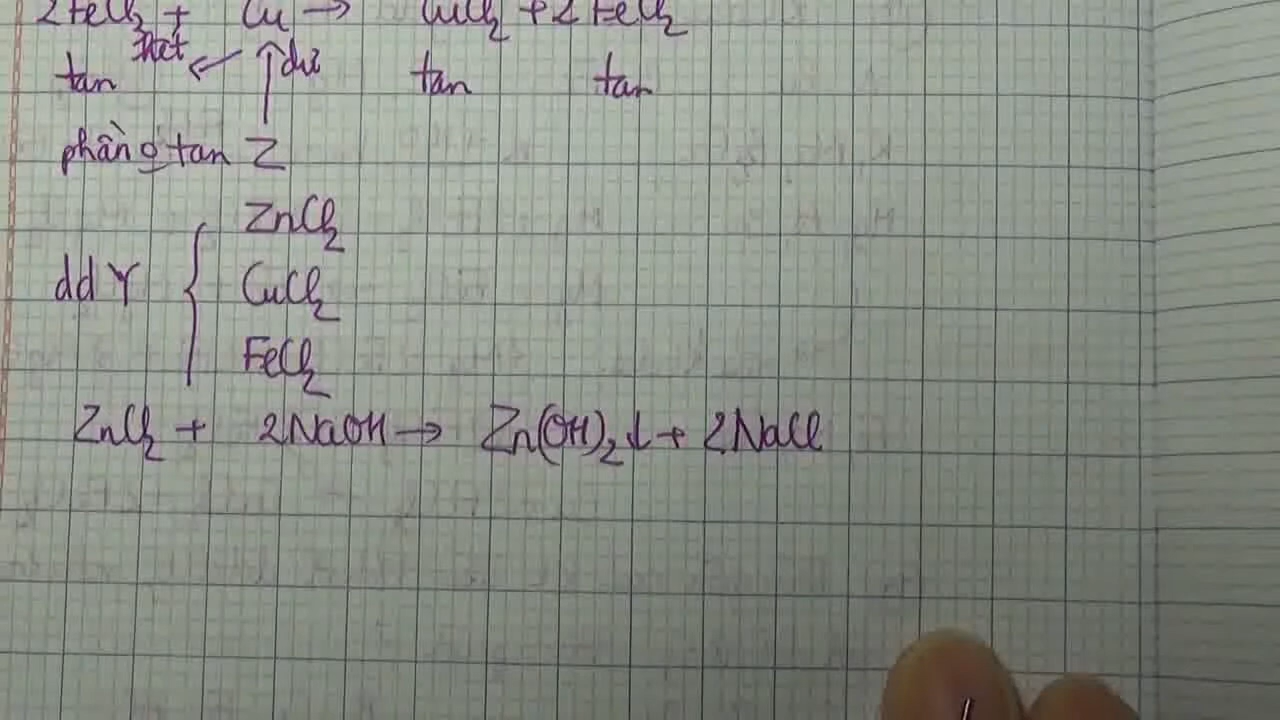 2FeCl3 + Cu → CuCl2 + 2FeCl2
tan hết ← ↑ dư tan tan
phần o tan Z
ZnCl2
dd Y { CuCl2
FeCl2
ZnCl2 + 2NaOH → Zn(OH)2 ↓ + 2NaCl